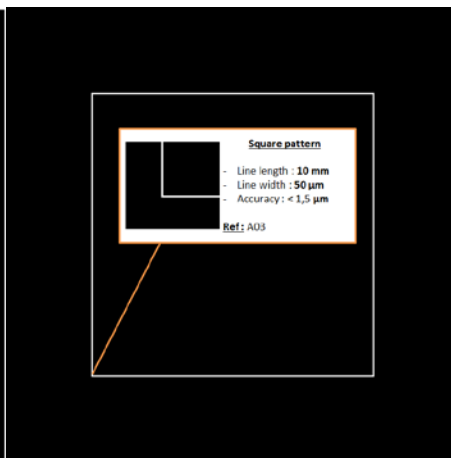 Square pattern
- Line length : 10 mm
- Line width : 50 µm
- Accuracy : < 1,5 µm
Ref : A03